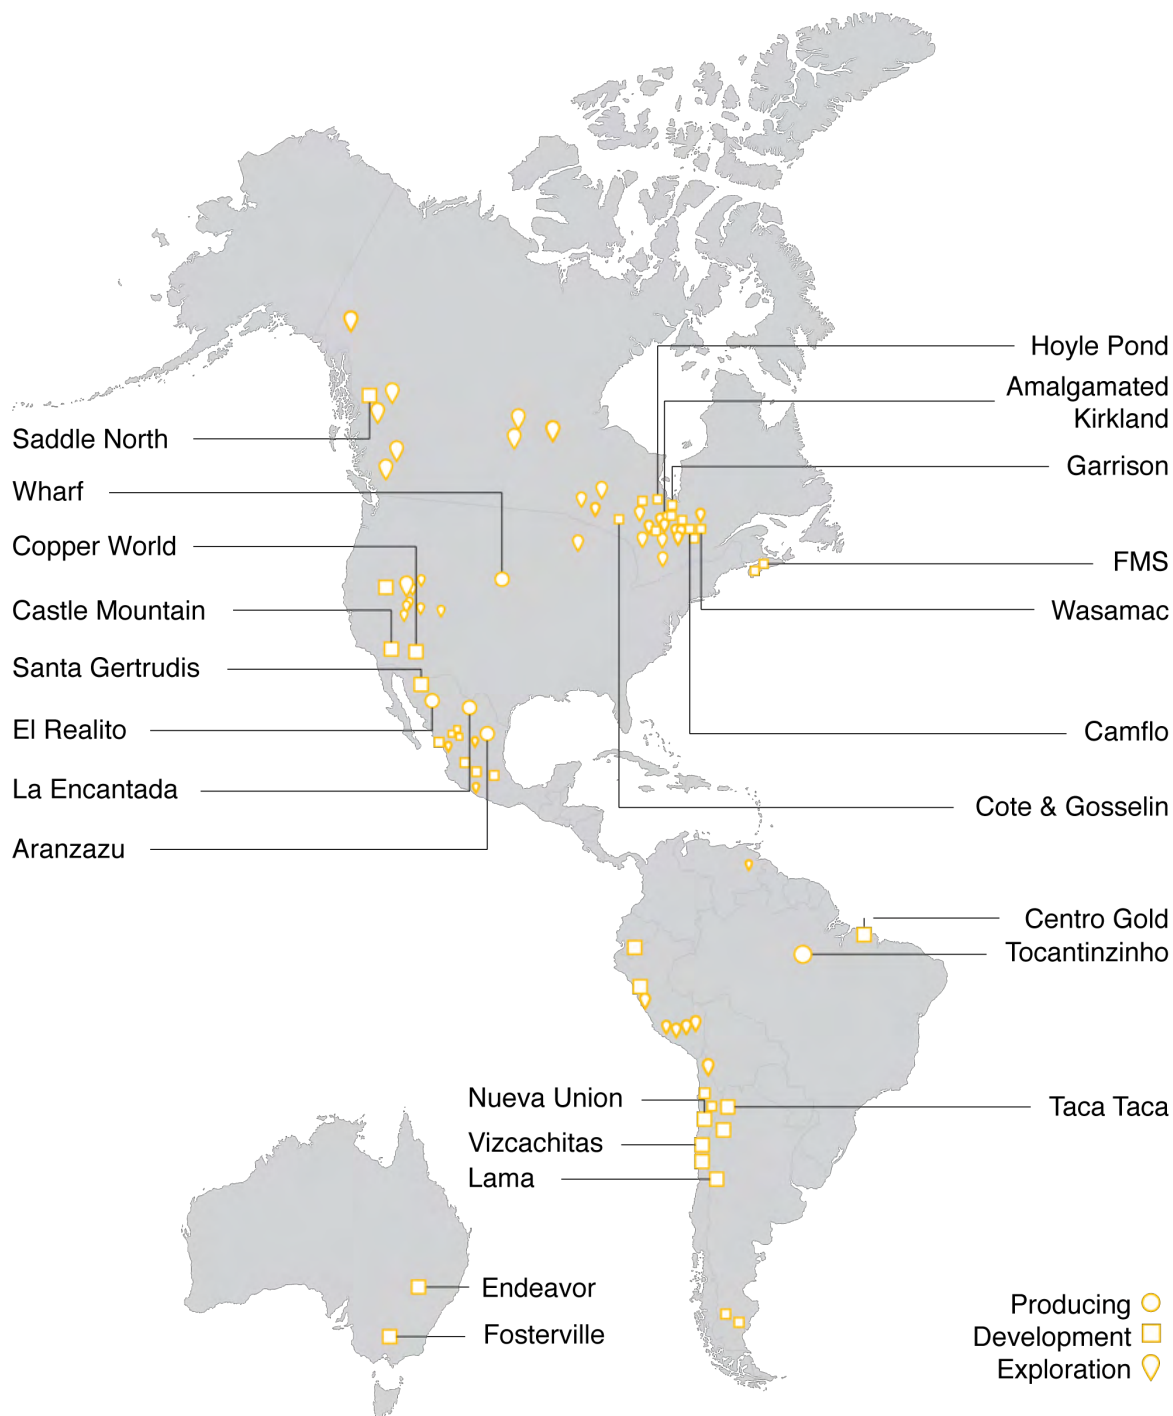 Hoyle Pond
Amalgamated
Kirkland
Saddle North
Garrison
Wharf
Copper World
FMS
Castle Mountain
Wasamac
Santa Gertrudis
El Realito
Camflo
La Encantada
Cote & Gosselin
Aranzazu
Centro Gold
Tocantinzinho
Nueva Union
Taca Taca
Vizcachitas
Lama
Endeavor
Fosterville
Producing
Development
Exploration